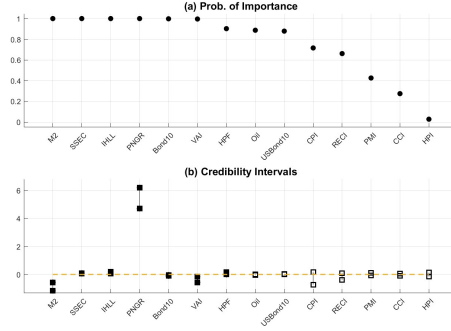 (a) Prob. of Importance
1
0.8
0.6
0.4
0.2
0
M2 SSEC IHLL PNGR Bond10 VAI HPF Oil USBond10 CPI RECI PMI CCI HPI
(b) Credibility Intervals
6
4
2
0
M2 SSEC IHLL PNGR Bond10 VAI HPF Oil USBond10 CPI RECI PMI CCI HPI